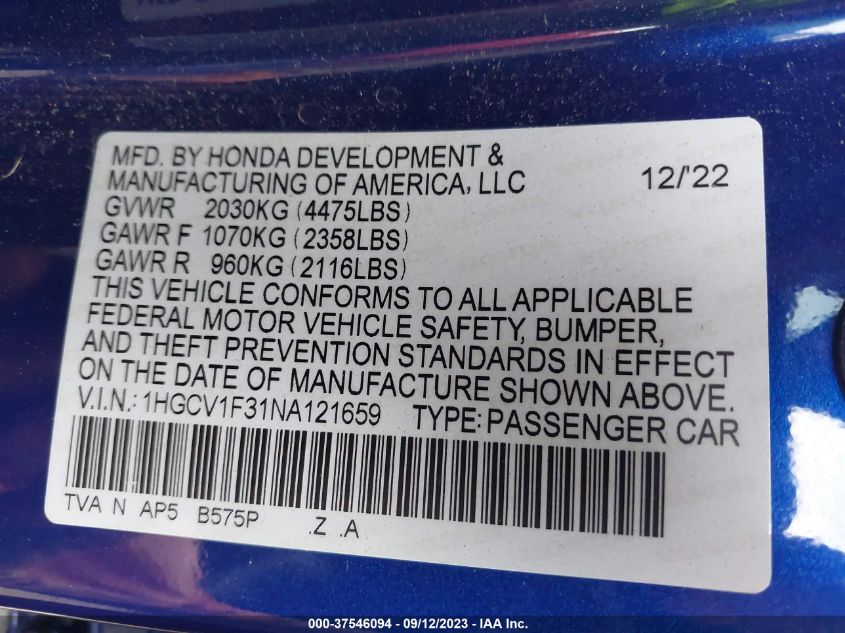 MFD. BY HONDA DEVELOPMENT &
MANUFACTURING OF AMERICA, LLC 12/'22
GVWR 2030KG (4475LBS)
GAWR F 1070KG (2358LBS)
GAWR R 960KG (2116LBS)
THIS VEHICLE CONFORMS TO ALL APPLICABLE
FEDERAL MOTOR VEHICLE SAFETY, BUMPER,
AND THEFT PREVENTION STANDARDS IN EFFECT
ON THE DATE OF MANUFACTURE SHOWN ABOVE.
V.I.N.: 1HGCV1F31NA121659 TYPE: PASSENGER CAR
TVA N AP5 B575P .Z .A
000-37546094 - 09/12/2023 - IAA Inc.